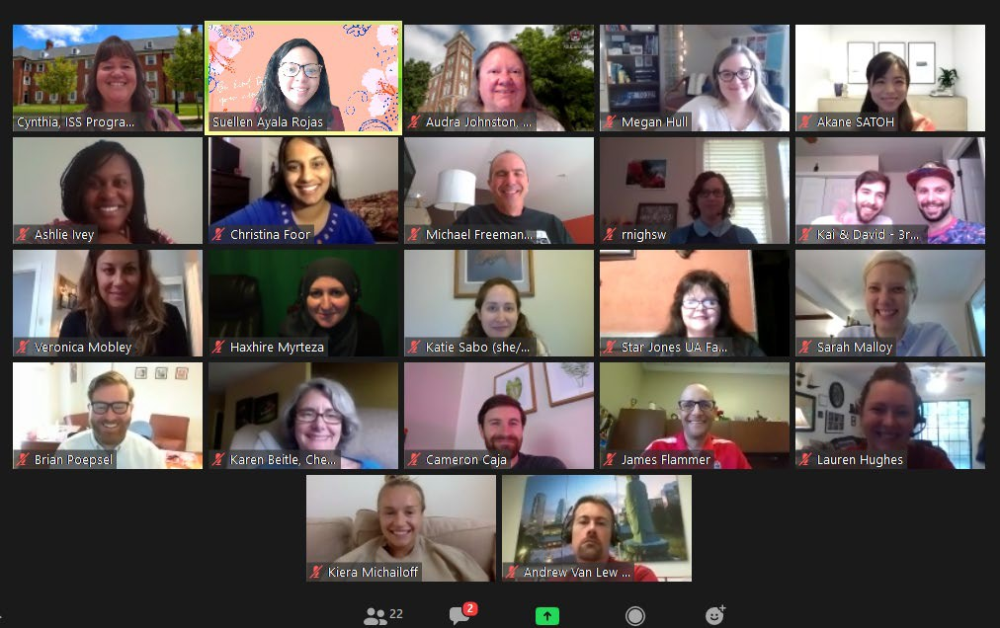 Cynthia, ISS Progra...
Suellen Ayala Rojas
Audra Johnston, ...
Megan Hull
Akane SATOH
Ashlie Ivey
Christina Foor
Michael Freeman...
rnighsw
Kai & David - 3r...
Veronica Mobley
Haxhire Myrteza
Katie Sabo (she/...
Star Jones UA Fa...
Sarah Malloy
Brian Poepsel
Karen Beitle, Che...
Cameron Caja
James Flammer
Lauren Hughes
Kiera Michailoff
Andrew Van Lew ...
22
2